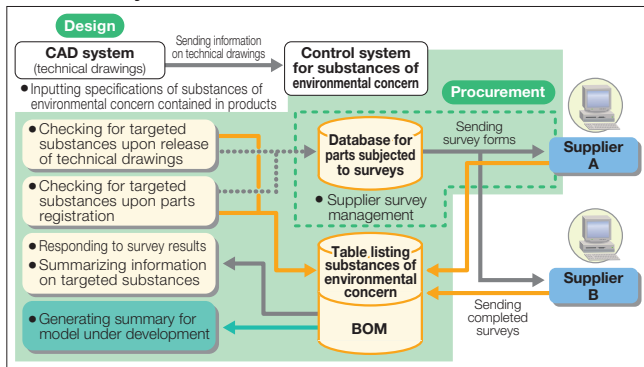 Design
CAD system
(technical drawings)
Sending information
on technical drawings
Control system
for substances of
environmental concern
● Inputting specifications of substances of
environmental concern contained in products
Procurement
● Checking for targeted
substances upon release
of technical drawings
● Checking for targeted
substances upon parts
registration
Database for
parts subjected
to surveys
● Supplier survey
management
Sending
survey forms
Supplier
A
● Responding to survey results
● Summarizing information
on targeted substances
Table listing
substances of
environmental
concern
BOM
Supplier
B
Sending
completed
surveys
● Generating summary for
model under development